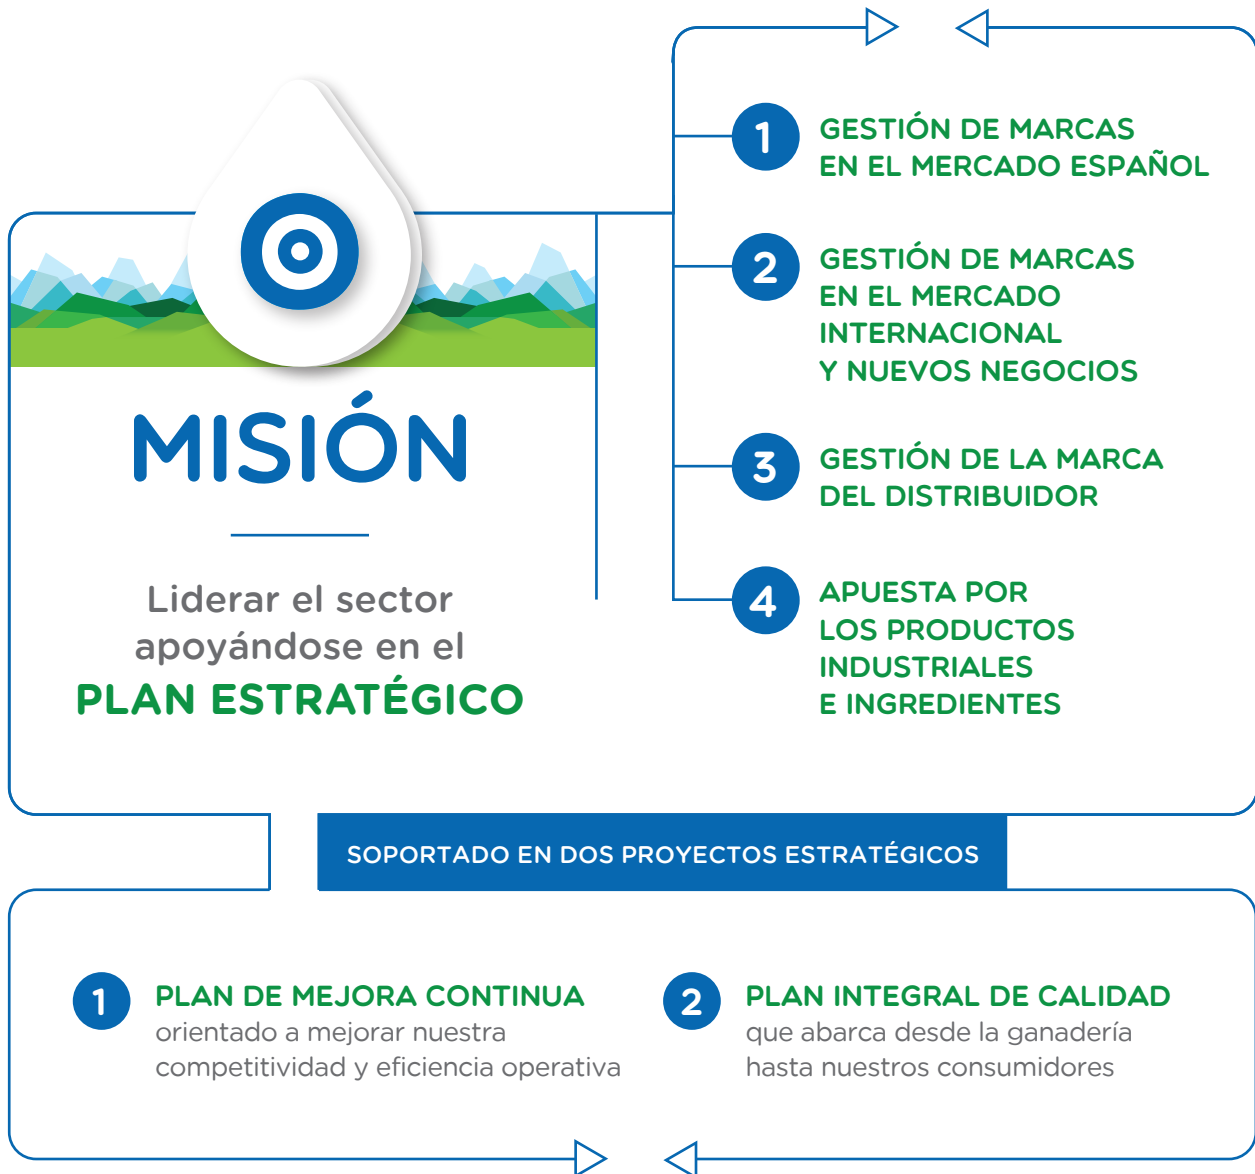 MISIÓN
Liderar el sector
apoyándose en el
PLAN ESTRATÉGICO
1
GESTIÓN DE MARCAS
EN EL MERCADO ESPAÑOL
2
GESTIÓN DE MARCAS
EN EL MERCADO
INTERNACIONAL
Y NUEVOS NEGOCIOS
3
GESTIÓN DE LA MARCA
DEL DISTRIBUIDOR
4
APUESTA POR
LOS PRODUCTOS
INDUSTRIALES
E INGREDIENTES
SOPORTADO EN DOS PROYECTOS ESTRATÉGICOS
1
PLAN DE MEJORA CONTINUA
orientado a mejorar nuestra
competitividad y eficiencia operativa
2
PLAN INTEGRAL DE CALIDAD
que abarca desde la ganadería
hasta nuestros consumidores